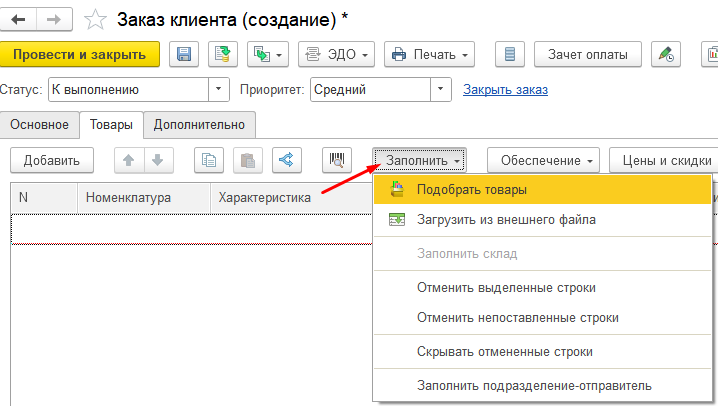 Заказ клиента (создание) *
Провести и закрыть ЭДО Печать Зачет оплаты
Статус: К выполнению Приоритет: Средний Закрыть заказ
Основное Товары Дополнительно
Добавить Заполнить Обеспечение Цены и скидки
N Номенклатура Характеристика
Подобрать товары
Загрузить из внешнего файла
Заполнить склад
Отменить выделенные строки
Отменить непоставленные строки
Скрывать отмененные строки
Заполнить подразделение-отправитель